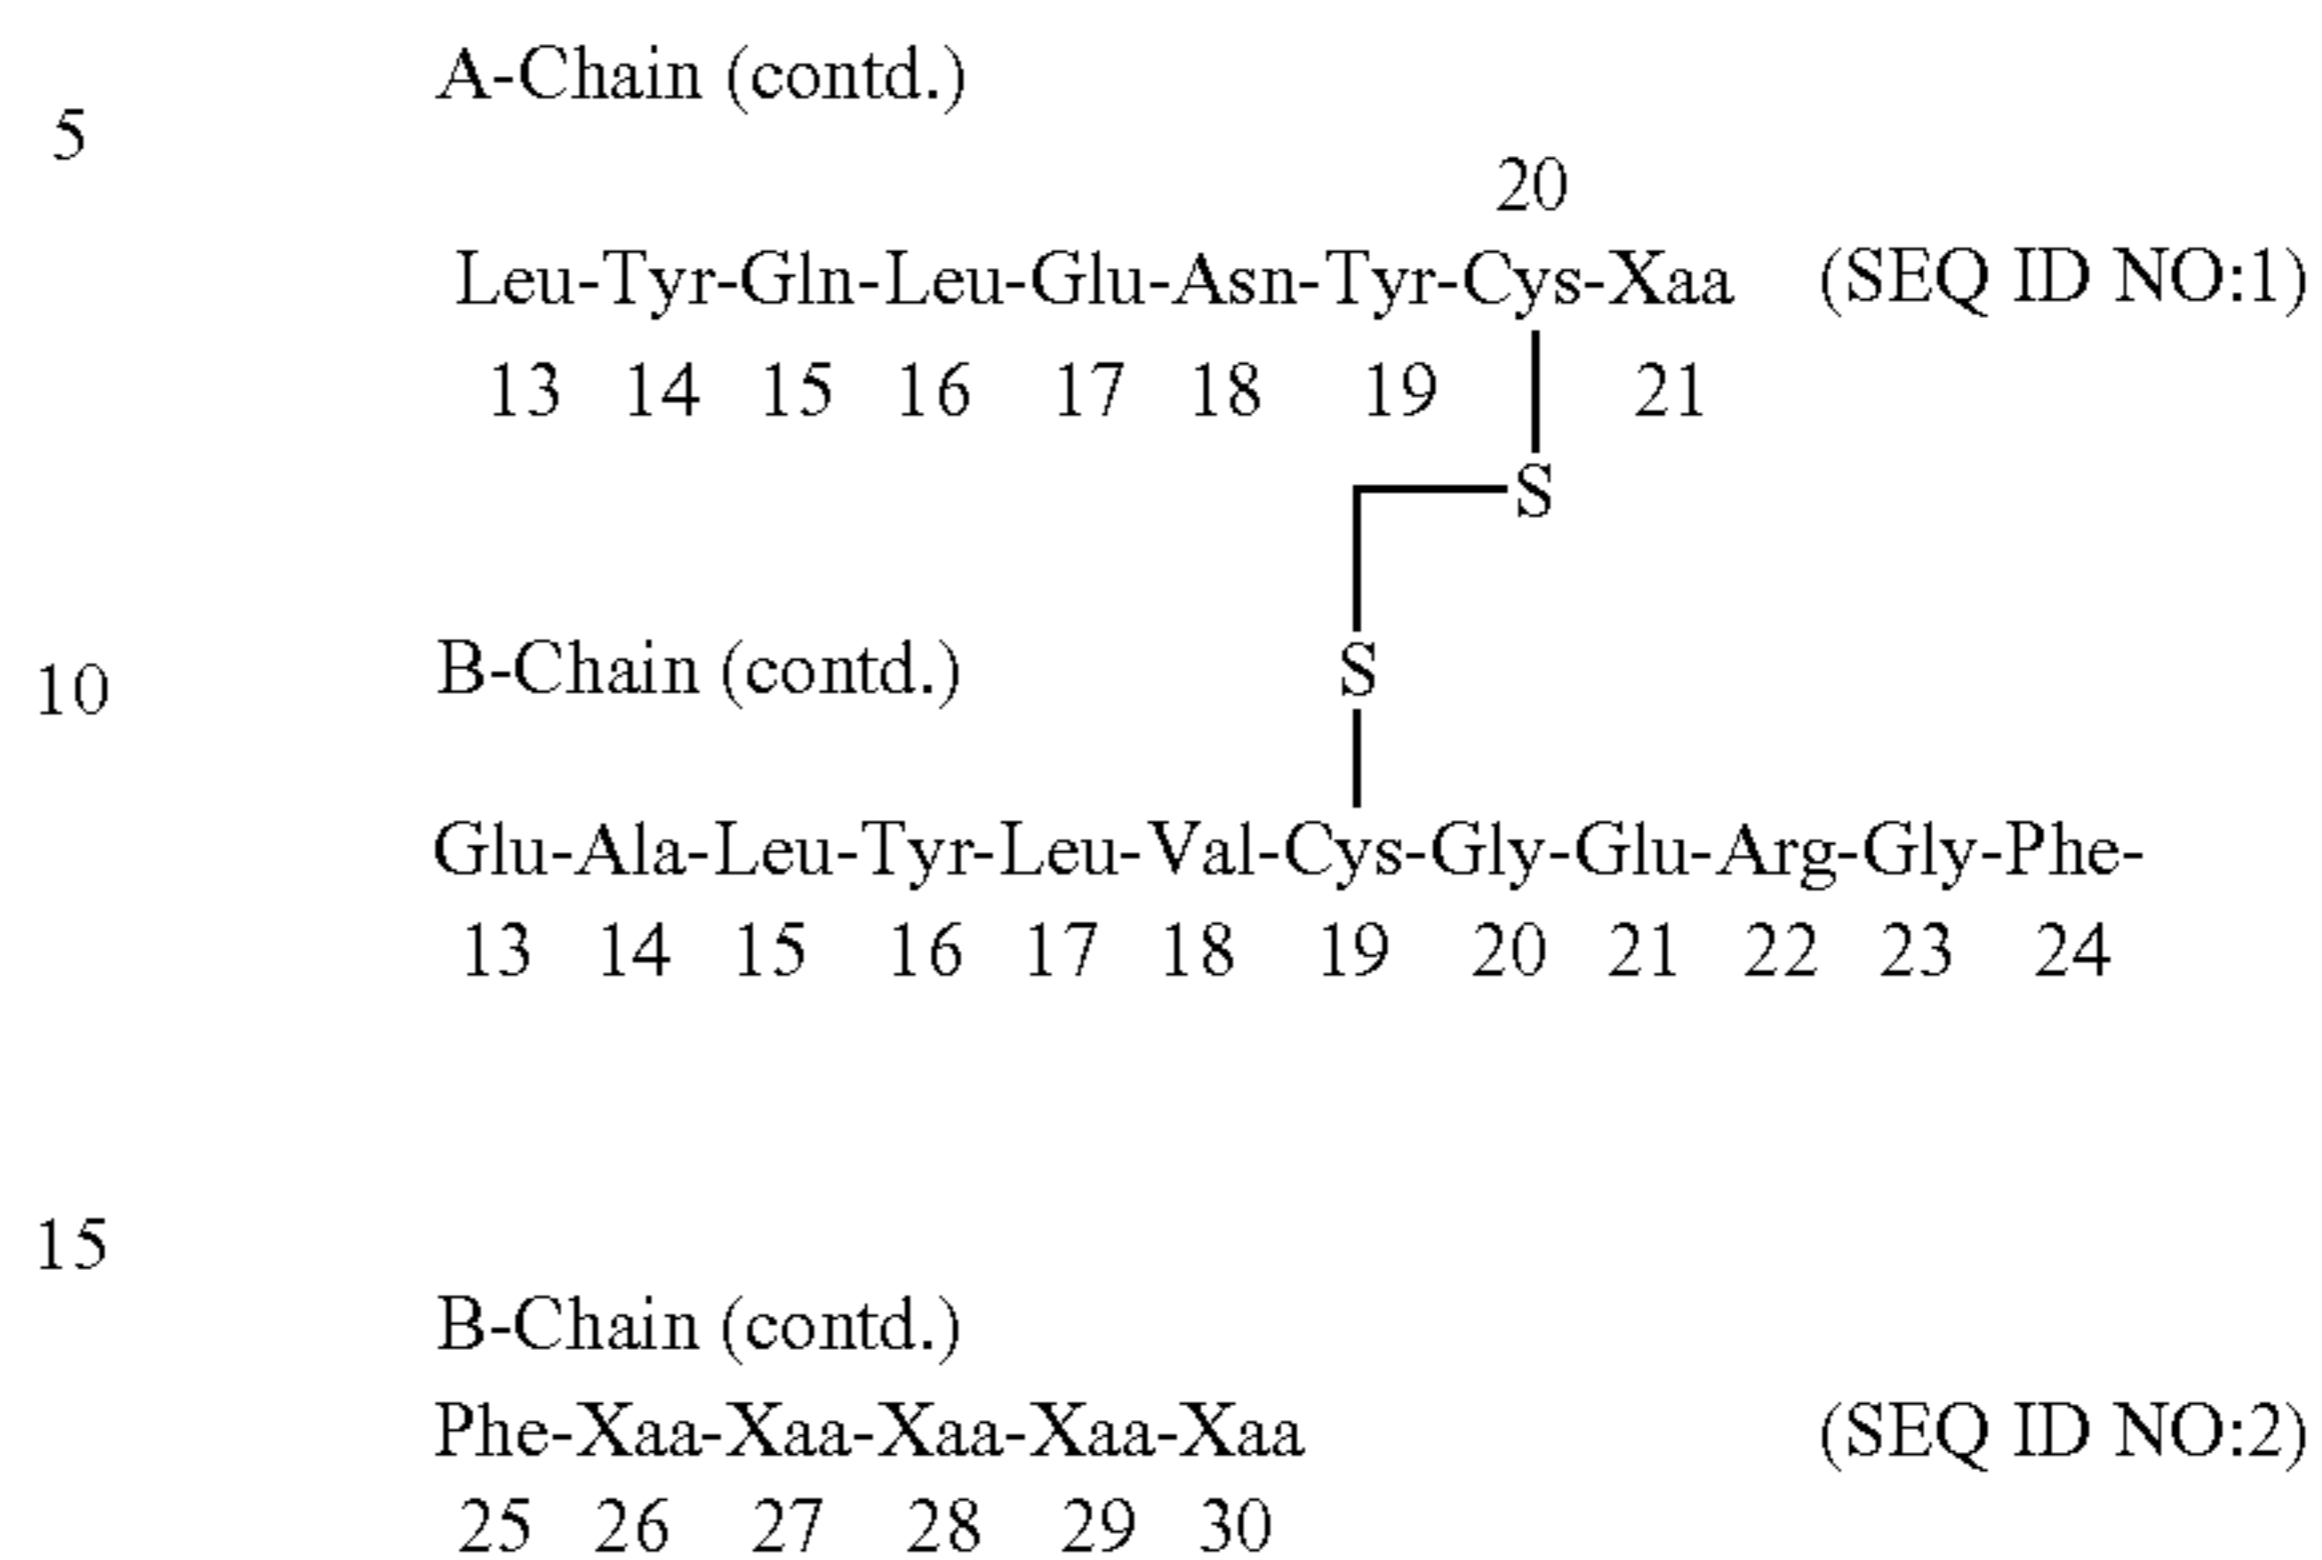 A-Chain (contd.)
5
20
Leu-Tyr-Gln-Leu-Glu-Asn-Tyr-Cys-Xaa (SEQ ID NO:1)
13 14 15 16 17 18 19 21
S
S
B-Chain (contd.)
10
Glu-Ala-Leu-Tyr-Leu-Val-Cys-Gly-Glu-Arg-Gly-Phe-
13 14 15 16 17 18 19 20 21 22 23 24
15
B-Chain (contd.)
Phe-Xaa-Xaa-Xaa-Xaa-Xaa (SEQ ID NO:2)
25 26 27 28 29 30